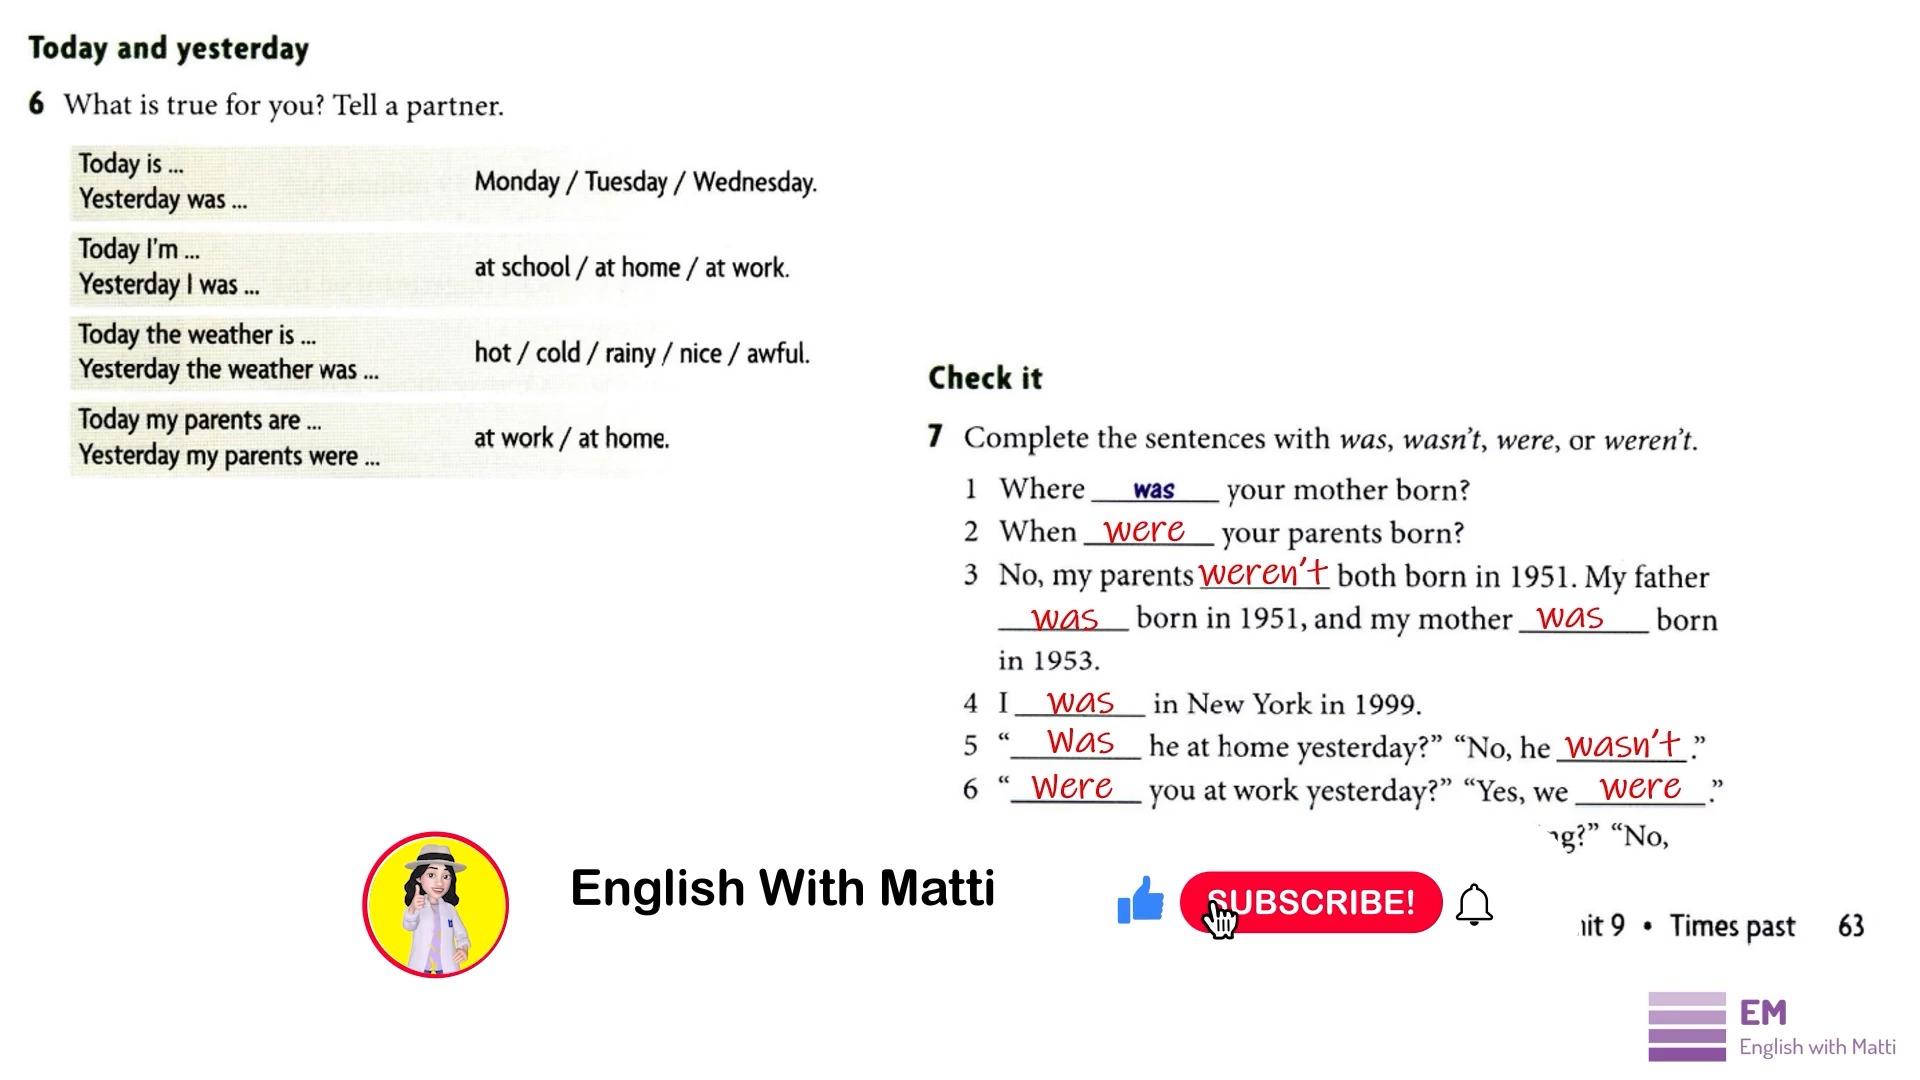 Today and yesterday
6 What is true for you? Tell a partner.
Today is ...
Yesterday was ...
Monday / Tuesday / Wednesday.
Today I'm ...
Yesterday I was ...
at school / at home / at work.
Today the weather is ...
Yesterday the weather was ...
hot / cold / rainy / nice / awful.
Today my parents are ...
Yesterday my parents were ...
at work / at home.
Check it
7 Complete the sentences with was, wasn't, were, or weren't.
1 Where was your mother born?
2 When were your parents born?
3 No, my parents weren't both born in 1951. My father
was born in 1951, and my mother was born
in 1953.
4 I was in New York in 1999.
5 "Was he at home yesterday?" "No, he wasn't."
6 "Were you at work yesterday?" "Yes, we were."
"No,
English With Matti
SUBSCRIBE!
9 • Times past 63
EM
English with Matti